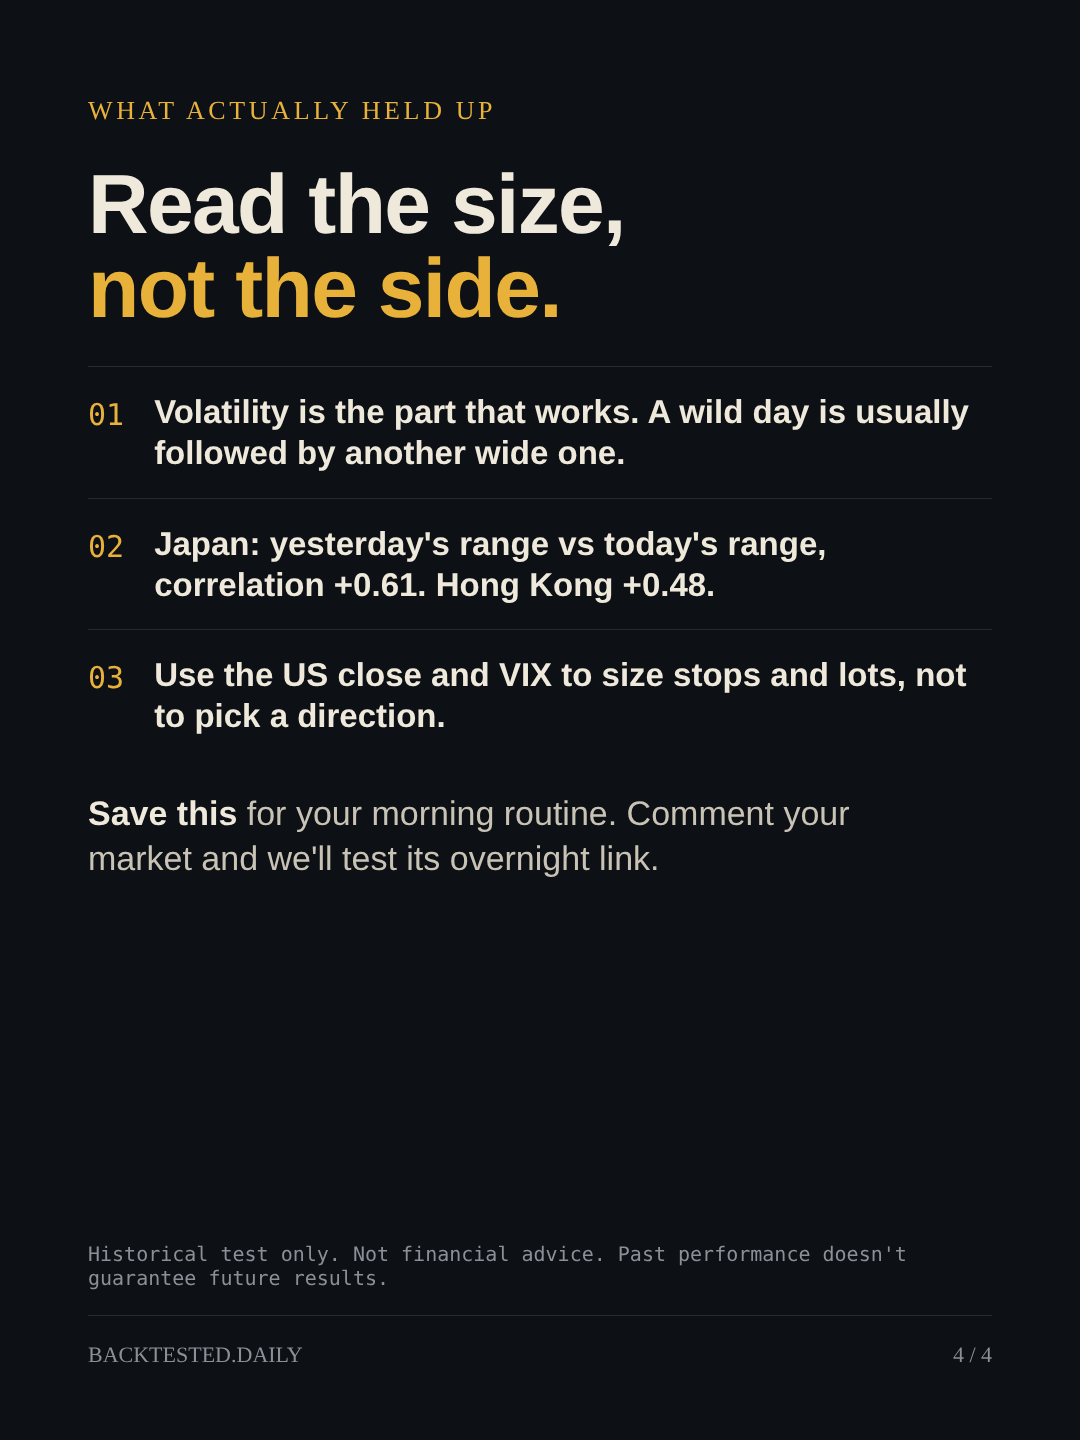 WHAT ACTUALLY HELD UP
Read the size,
not the side.
01 Volatility is the part that works. A wild day is usually
followed by another wide one.
02 Japan: yesterday's range vs today's range,
correlation +0.61. Hong Kong +0.48.
03 Use the US close and VIX to size stops and lots, not
to pick a direction.
Save this for your morning routine. Comment your
market and we'll test its overnight link.
Historical test only. Not financial advice. Past performance doesn't
guarantee future results.
BACKTESTED.DAILY 4 / 4